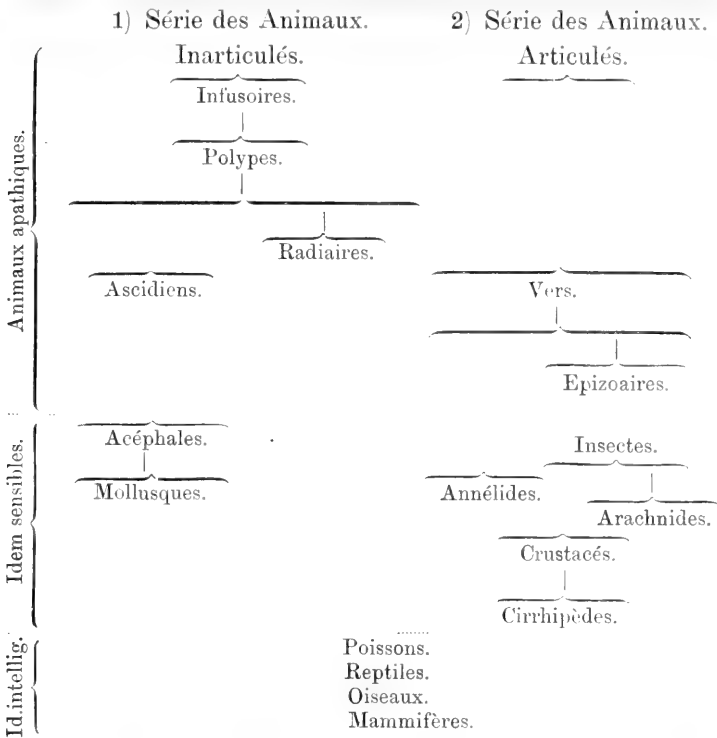 1) Série des Animaux. 2) Série des Animaux.
Inarticulés. Articulés.
Infusoires.
Polypes.
Radiaires.
Ascidiens. Vers.
Epizoaires.
Animaux apathiques.
Acéphales. Insectes.
Mollusques. Annélides.
Arachnides.
Crustacés.
Cirrhipèdes.
Idem sensibles.
Poissons.
Reptiles.
Oiseaux.
Mammifères.
Id. intellig.